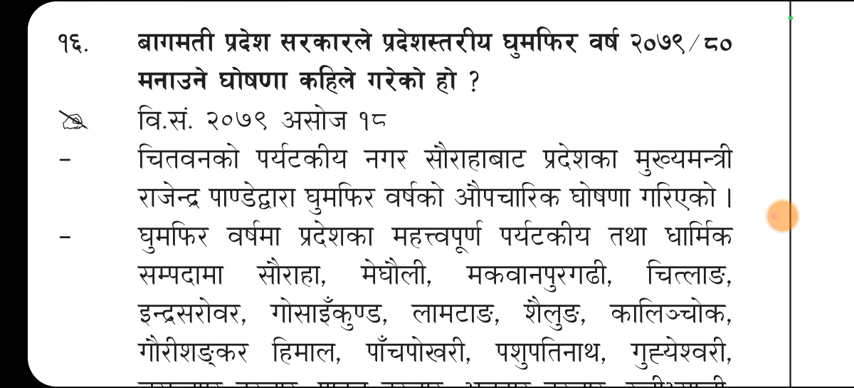 १६. बागमती प्रदेश सरकारले प्रदेशस्तरीय घुमफिर वर्ष २०७९/८०
मनाउने घोषणा कहिले गरेको हो ?
वि.सं. २०७९ असोज १८
- चितवनको पर्यटकीय नगर सौराहाबाट प्रदेशका मुख्यमन्त्री
राजेन्द्र पाण्डेद्वारा घुमफिर वर्षको औपचारिक घोषणा गरिएको ।
- घुमफिर वर्षमा प्रदेशका महत्त्वपूर्ण पर्यटकीय तथा धार्मिक
सम्पदामा सौराहा, मेघौली, मकवानपुरगढी, चित्लाङ,
इन्द्रसरोवर, गोसाइँकुण्ड, लामटाङ, शैलुङ, कालिञ्चोक,
गौरीशङ्कर हिमाल, पाँचपोखरी, पशुपतिनाथ, गुह्येश्वरी,